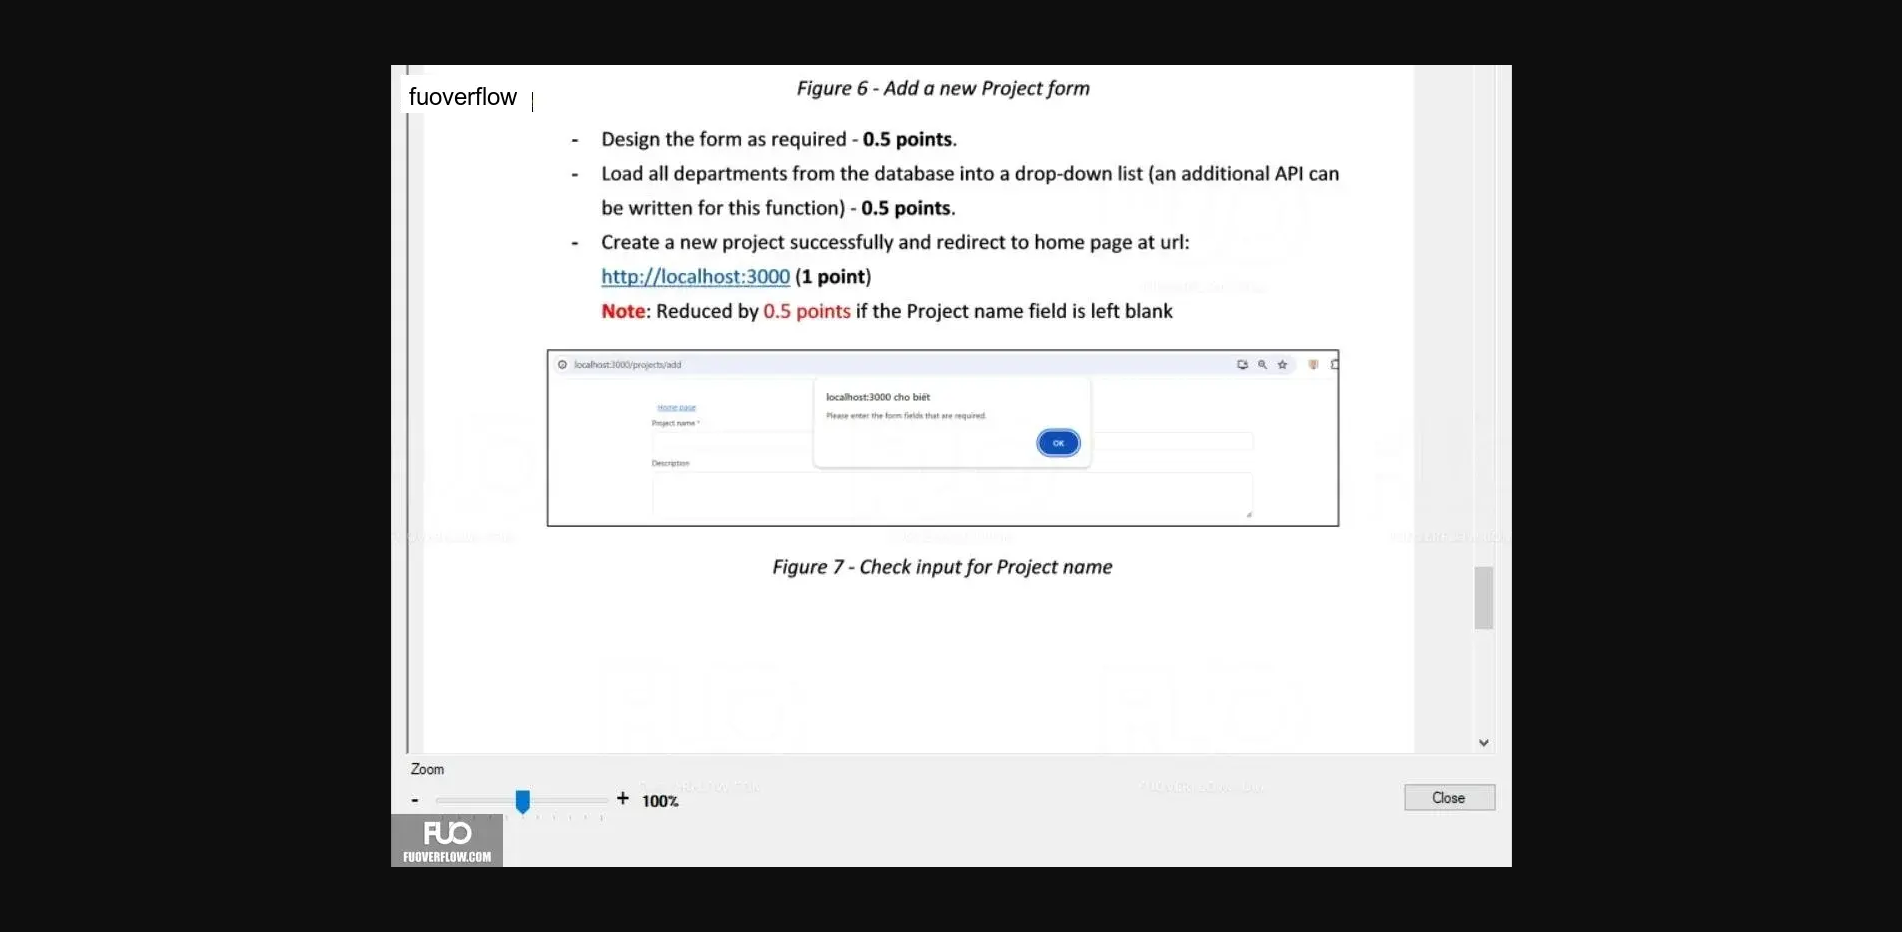 fuoverflow
Figure 6 - Add a new Project form
- Design the form as required - 0.5 points.
- Load all departments from the database into a drop-down list (an additional API can
be written for this function) - 0.5 points.
- Create a new project successfully and redirect to home page at url:
http://localhost:3000 (1 point)
Note: Reduced by 0.5 points if the Project name field is left blank
localhost:3000/projects/add
localhost:3000 cho biết
Please enter the form fields that are required.
OK
Home page
Project name *
Description
Figure 7 - Check input for Project name
Zoom
- + 100%
Close
FUO
FUOVERFLOW.COM